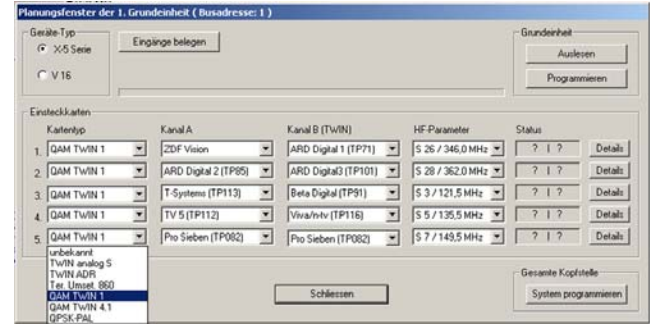 Planungsfenster der 1. Grundeinheit ( Busadresse: 1 )
Geräte-Typ
X-5 Serie
V 16
Eingänge belegen
Grundeinheit
Auslesen
Programmieren
Einsteckkarten
Kartentyp Kanal A Kanal B (TWIN) HF-Parameter Status
1. QAM TWIN 1 ZDF Vision ARD Digital 1 (TP71) S 26 / 346,0 MHz ? | ? Details
2. QAM TWIN 1 ARD Digital 2 (TP85) ARD Digital3 (TP101) S 28 / 362,0 MHz ? | ? Details
3. QAM TWIN 1 T-Systems (TP113) Beta Digital (TP91) S 3 / 121,5 MHz ? | ? Details
4. QAM TWIN 1 TV 5 (TP112) Viva/n-tv (TP116) S 5 / 135,5 MHz ? | ? Details
5. QAM TWIN 1 Pro Sieben (TP082) Pro Sieben (TP082) S 7 / 149,5 MHz ? | ? Details
unbekannt
TWIN analog S
TWIN ADR
Ter. Umset. 860
QAM TWIN 1
QAM TWIN 4.1
QPSK-PAL
Schliessen
Gesamte Kopfstelle
System programmieren